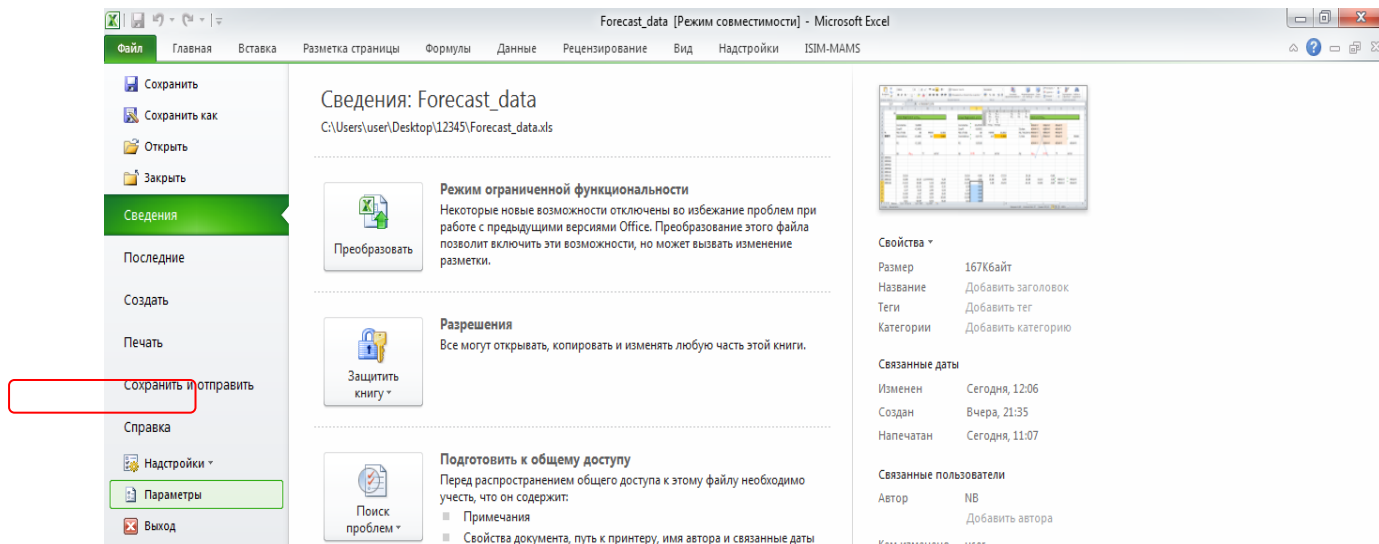 Forecast_data [Режим совместимости] - Microsoft Excel
Файл Главная Вставка Разметка страницы Формулы Данные Рецензирование Вид Надстройки ISIM-MAMS
Сохранить
Сохранить как
Открыть
Закрыть
Сведения
Последние
Создать
Печать
Сохранить и отправить
Справка
Надстройки
Параметры
Выход
Сведения: Forecast_data
C:\Users\user\Desktop\12345\Forecast_data.xls
Преобразовать
Режим ограниченной функциональности
Некоторые новые возможности отключены во избежание проблем при
работе с предыдущими версиями Office. Преобразование этого файла
позволит включить эти возможности, но может вызвать изменение
разметки.
Защитить
книгу
Разрешения
Все могут открывать, копировать и изменять любую часть этой книги.
Поиск
проблем
Подготовить к общему доступу
Перед распространением общего доступа к этому файлу необходимо
учесть, что он содержит:
Примечания
Свойства документа, путь к принтеру, имя автора и связанные даты
Свойства
Размер 167Кбайт
Название Добавить заголовок
Теги Добавить тег
Категории Добавить категорию
Связанные даты
Изменен Сегодня, 12:06
Создан Вчера, 21:35
Напечатан Сегодня, 11:07
Связанные пользователи
Автор NB
Добавить автора